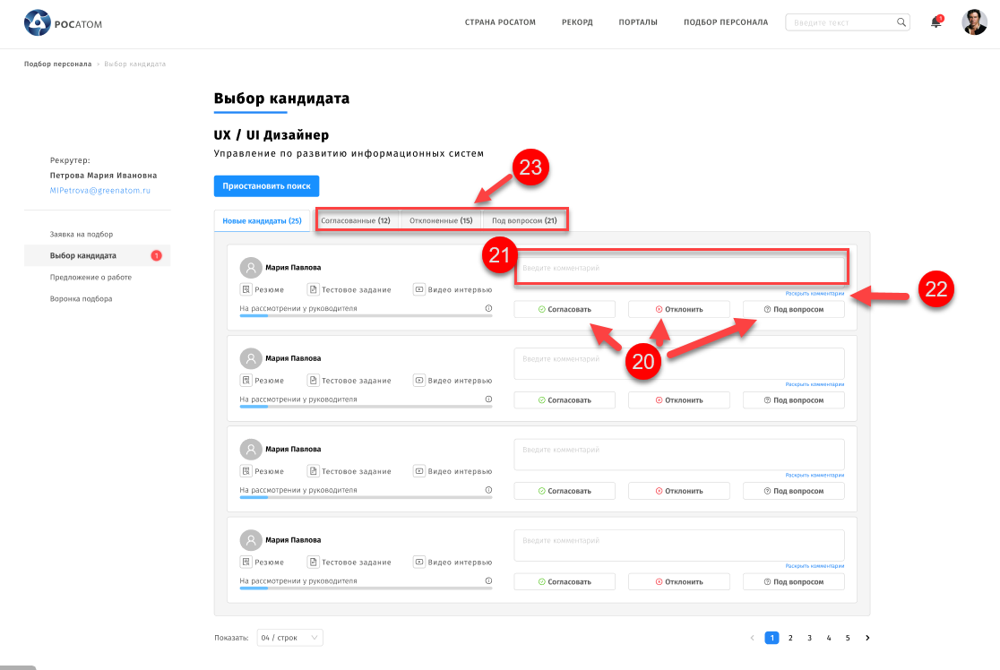 РОСАТОМ
СТРАНА РОСАТОМ РЕКОРД ПОРТАЛЫ ПОДБОР ПЕРСОНАЛА Введите текст 1
Подбор персонала › Выбор кандидата
Выбор кандидата
UX / UI Дизайнер
Управление по развитию информационных систем
Рекрутер:
Петрова Мария Ивановна
MIPetrova@greenatom.ru
Заявка на подбор
Выбор кандидата 1
Предложение о работе
Воронка подбора
Приостановить поиск
23
Новые кандидаты (25) Согласованные (12) Отклоненные (15) Под вопросом (21)
21
22
20
Мария Павлова Введите комментарий
Резюме Тестовое задание Видео интервью
Раскрыть комментарии
На рассмотрении у руководителя Согласовать Отклонить Под вопросом
Мария Павлова Введите комментарий
Резюме Тестовое задание Видео интервью
Раскрыть комментарии
На рассмотрении у руководителя Согласовать Отклонить Под вопросом
Мария Павлова Введите комментарий
Резюме Тестовое задание Видео интервью
Раскрыть комментарии
На рассмотрении у руководителя Согласовать Отклонить Под вопросом
Мария Павлова Введите комментарий
Резюме Тестовое задание Видео интервью
Раскрыть комментарии
На рассмотрении у руководителя Согласовать Отклонить Под вопросом
Показать: 04 / строк < 1 2 3 4 5 >